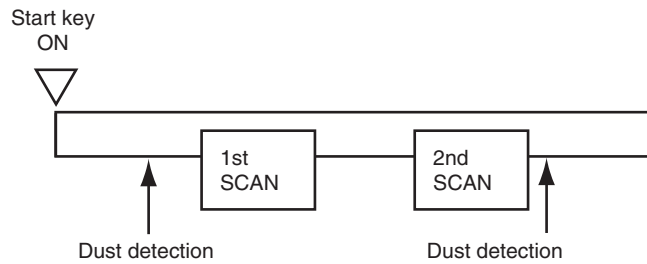 Start key
ON
1st
SCAN
2nd
SCAN
Dust detection
Dust detection